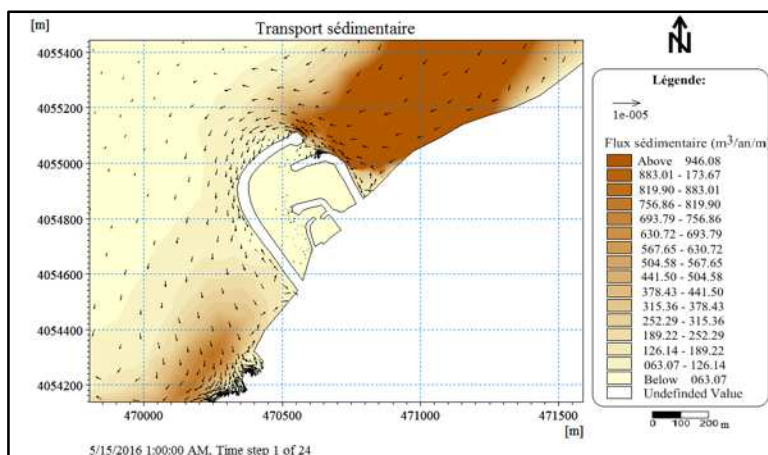 Transport sédimentaire
[m]
N
4055400
4055200
4055000
4054800
4054600
4054400
4054200
470000 470500 471000 471500
[m]
5/15/2016 1:00:00 AM, Time step 1 of 24
Légende:
1e-005
Flux sédimentaire (m³/an/m)
Above 946.08
883.01 - 173.67
819.90 - 883.01
756.86 - 819.90
693.79 - 756.86
630.72 - 693.79
567.65 - 630.72
504.58 - 567.65
441.50 - 504.58
378.43 - 441.50
315.36 - 378.43
252.29 - 315.36
189.22 - 252.29
126.14 - 189.22
063.07 - 126.14
Below 063.07
Undefinded Value
0 100 200 m